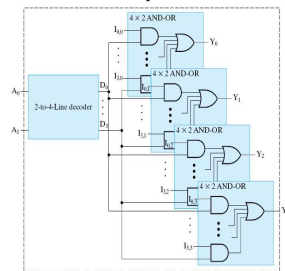 4 × 2 AND-OR
I0,0
Y0
D0
I3,0
4 × 2 AND-OR
A0
I0,1
Y1
2-to-4-Line decoder
D3
I3,1
4 × 2 AND-OR
A1
I0,2
Y2
I3,2
4 × 2 AND-OR
I0,3
Y
I3,3